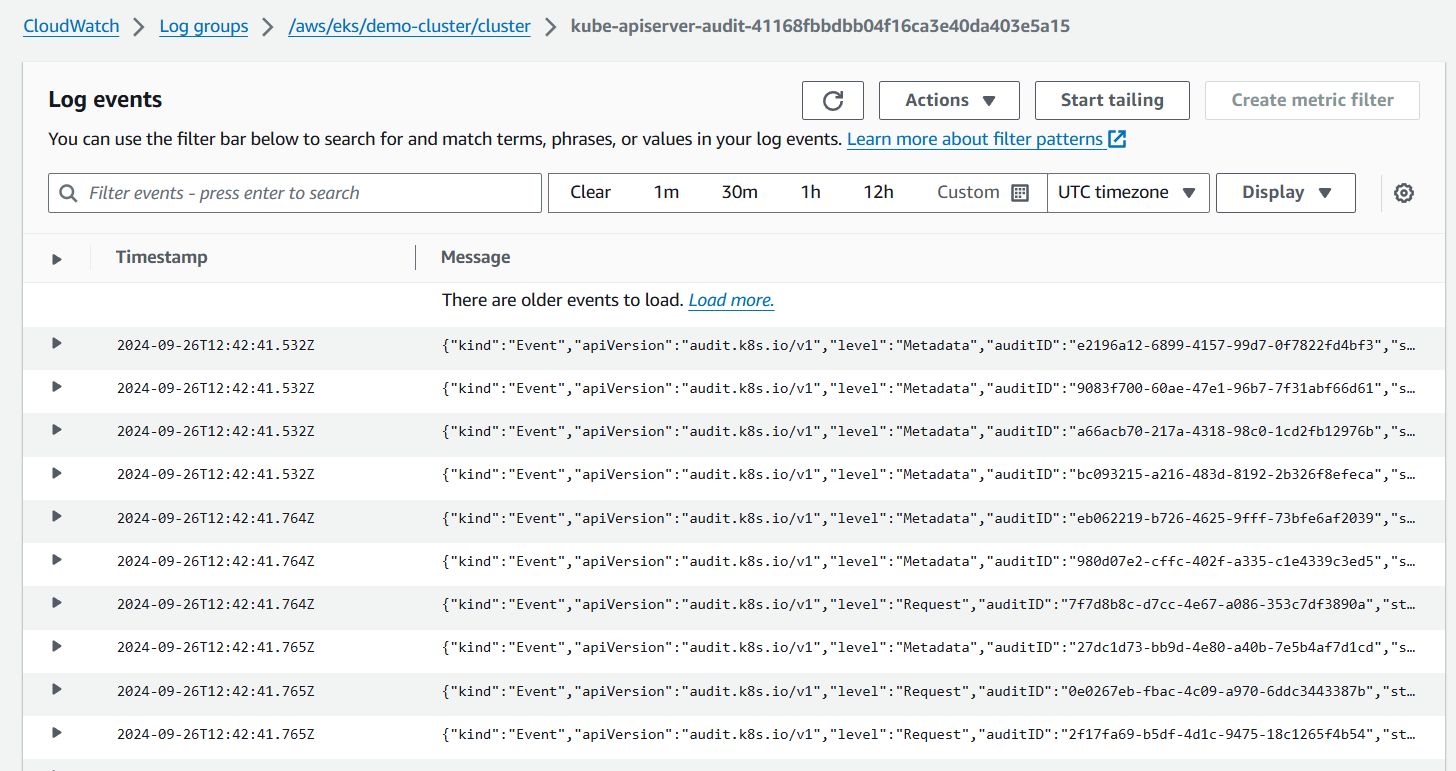 CloudWatch > Log groups > /aws/eks/demo-cluster/cluster > kube-apiserver-audit-41168fbbdbb04f16ca3e40da403e5a15
Log events
Actions
Start tailing
Create metric filter
You can use the filter bar below to search for and match terms, phrases, or values in your log events. Learn more about filter patterns
Filter events - press enter to search
Clear 1m 30m 1h 12h Custom UTC timezone Display
Timestamp Message
There are older events to load. Load more.
2024-09-26T12:42:41.532Z {"kind":"Event","apiVersion":"audit.k8s.io/v1","level":"Metadata","auditID":"e2196a12-6899-4157-99d7-0f7822fd4bf3","s…
2024-09-26T12:42:41.532Z {"kind":"Event","apiVersion":"audit.k8s.io/v1","level":"Metadata","auditID":"9083f700-60ae-47e1-96b7-7f31abf66d61","s…
2024-09-26T12:42:41.532Z {"kind":"Event","apiVersion":"audit.k8s.io/v1","level":"Metadata","auditID":"a66acb70-217a-4318-98c0-1cd2fb12976b","s…
2024-09-26T12:42:41.532Z {"kind":"Event","apiVersion":"audit.k8s.io/v1","level":"Metadata","auditID":"bc093215-a216-483d-8192-2b326f8efeca","s…
2024-09-26T12:42:41.764Z {"kind":"Event","apiVersion":"audit.k8s.io/v1","level":"Metadata","auditID":"eb062219-b726-4625-9fff-73bfe6af2039","s…
2024-09-26T12:42:41.764Z {"kind":"Event","apiVersion":"audit.k8s.io/v1","level":"Metadata","auditID":"980d07e2-cffc-402f-a335-c1e4339c3ed5","s…
2024-09-26T12:42:41.764Z {"kind":"Event","apiVersion":"audit.k8s.io/v1","level":"Request","auditID":"7f7d8b8c-d7cc-4e67-a086-353c7df3890a","st…
2024-09-26T12:42:41.765Z {"kind":"Event","apiVersion":"audit.k8s.io/v1","level":"Metadata","auditID":"27dc1d73-bb9d-4e80-a40b-7e5b4af7d1cd","s…
2024-09-26T12:42:41.765Z {"kind":"Event","apiVersion":"audit.k8s.io/v1","level":"Request","auditID":"0e0267eb-fbac-4c09-a970-6ddc3443387b","st…
2024-09-26T12:42:41.765Z {"kind":"Event","apiVersion":"audit.k8s.io/v1","level":"Request","auditID":"2f17fa69-b5df-4d1c-9475-18c1265f4b54","st…